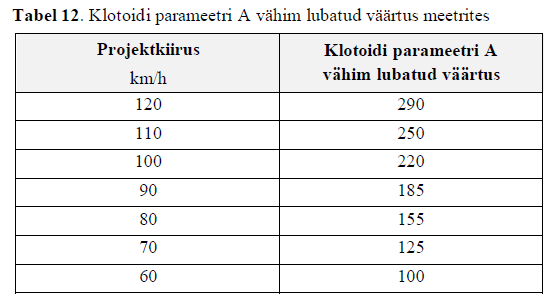 Tabel 12. Klotoidi parameetri A vähim lubatud väärtus meetrites
Projektkiirus
km/h
Klotoidi parameetri A
vähim lubatud väärtus
120 290
110 250
100 220
90 185
80 155
70 125
60 100